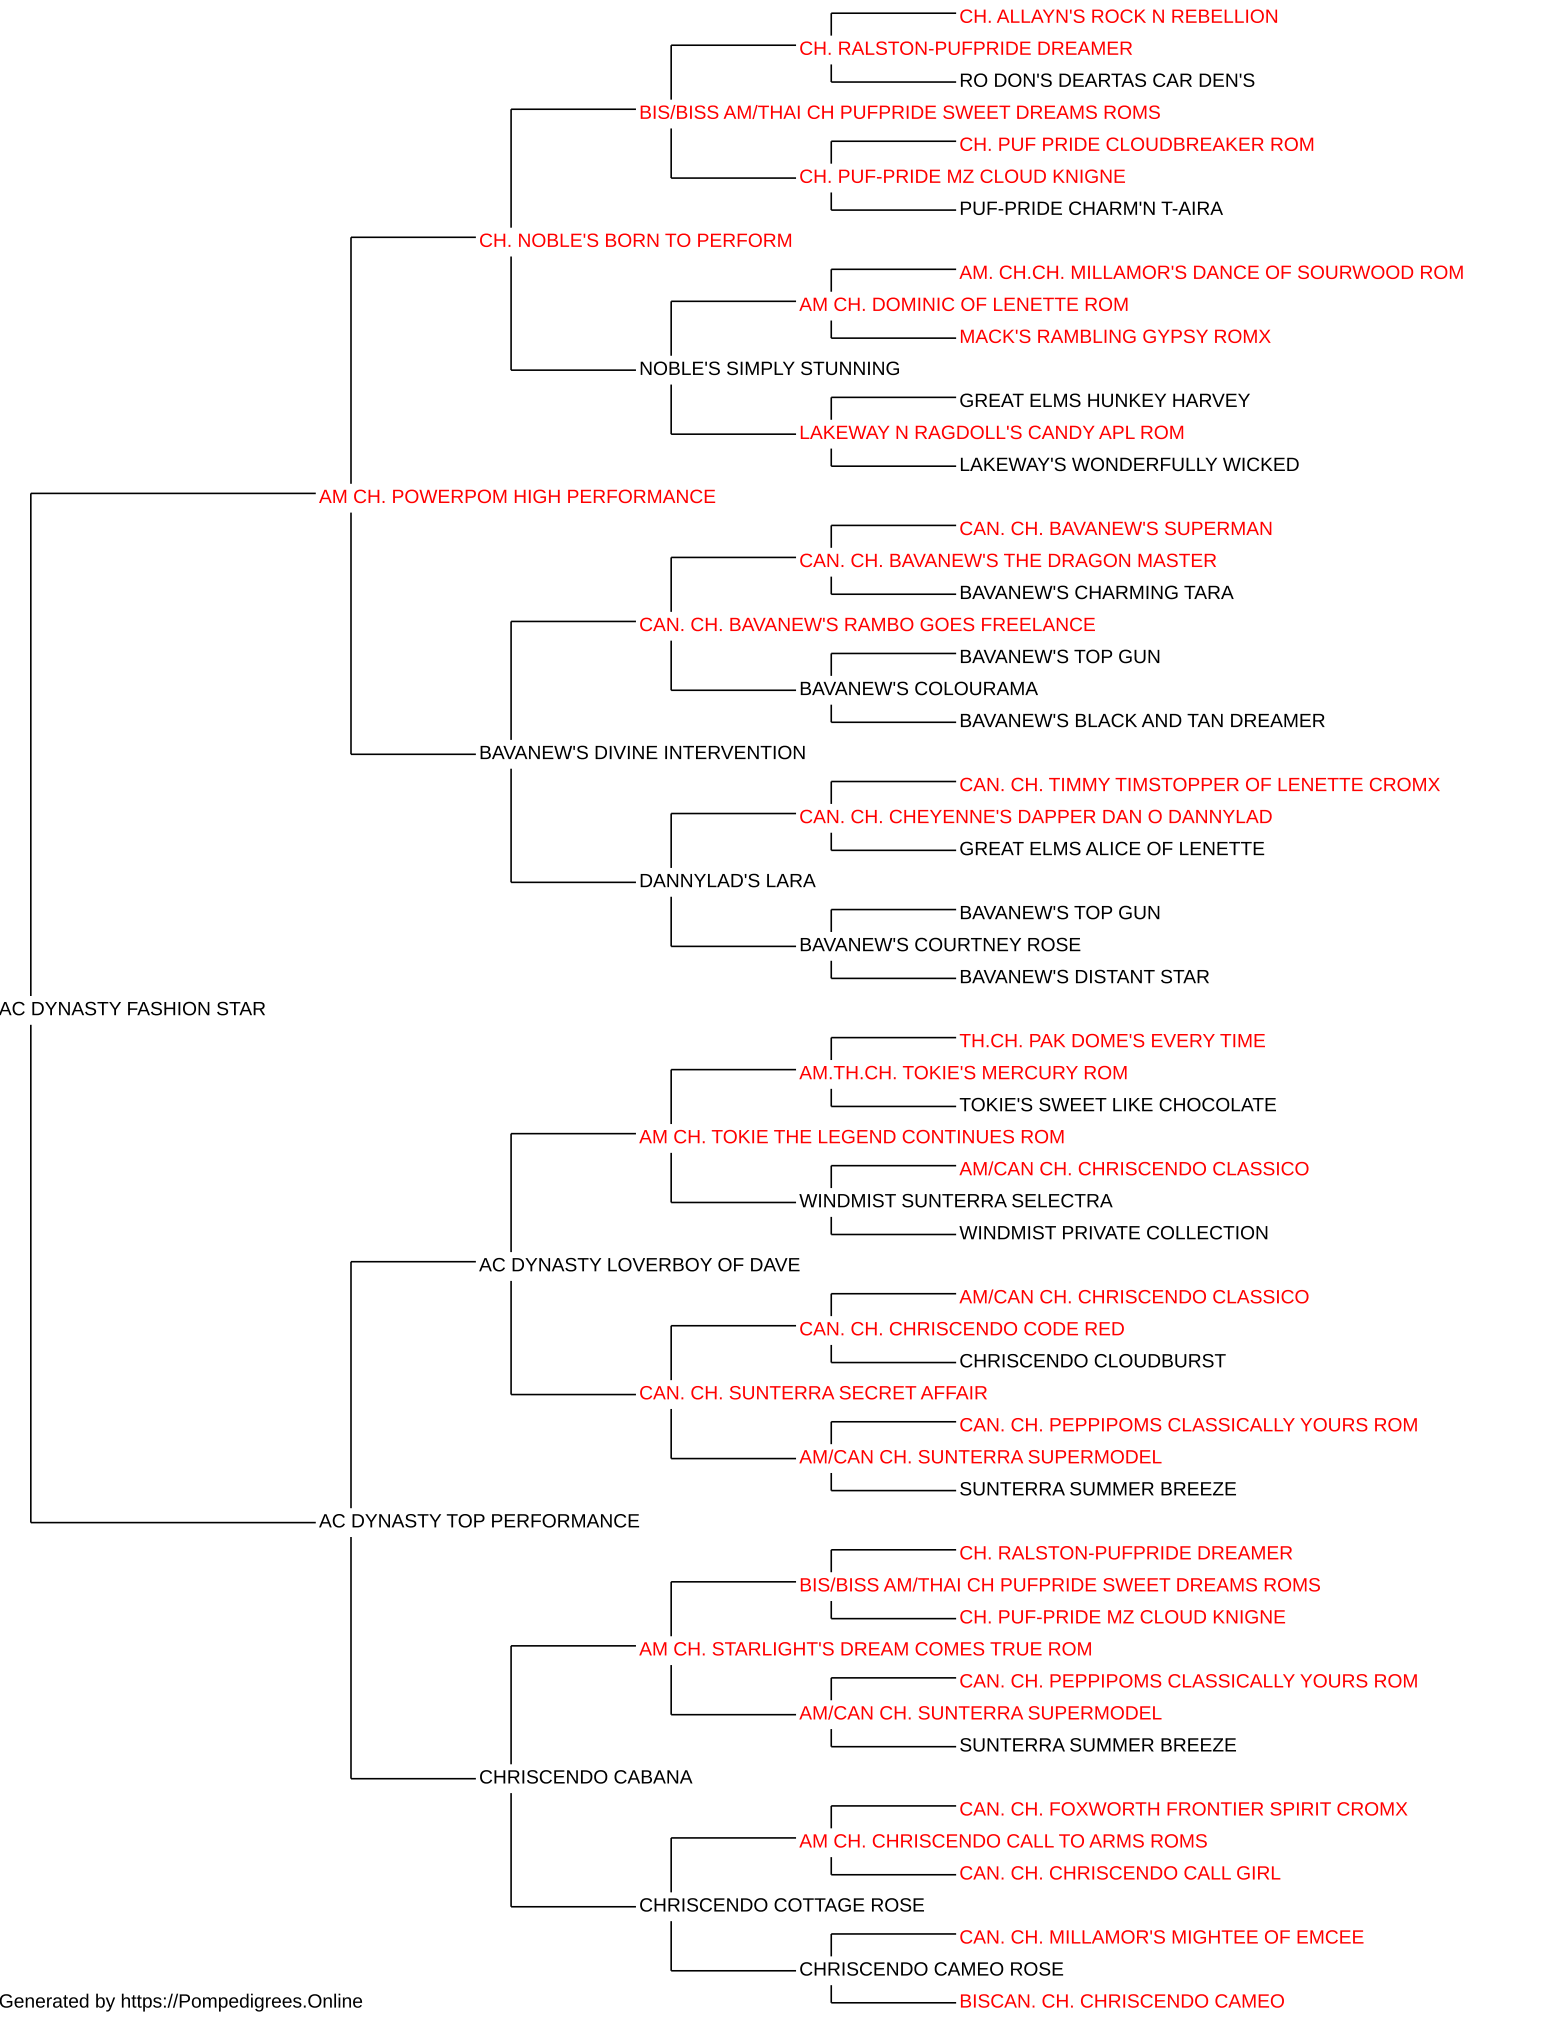 CH. ALLAYN'S ROCK N REBELLION
CH. RALSTON-PUFPRIDE DREAMER
RO DON'S DEARTAS CAR DEN'S
BIS/BISS AM/THAI CH PUFPRIDE SWEET DREAMS ROMS
CH. PUF PRIDE CLOUDBREAKER ROM
CH. PUF-PRIDE MZ CLOUD KNIGNE
PUF-PRIDE CHARM'N T-AIRA
CH. NOBLE'S BORN TO PERFORM
AM. CH.CH. MILLAMOR'S DANCE OF SOURWOOD ROM
AM CH. DOMINIC OF LENETTE ROM
MACK'S RAMBLING GYPSY ROMX
NOBLE'S SIMPLY STUNNING
GREAT ELMS HUNKEY HARVEY
LAKEWAY N RAGDOLL'S CANDY APL ROM
LAKEWAY'S WONDERFULLY WICKED
AM CH. POWERPOM HIGH PERFORMANCE
CAN. CH. BAVANEW'S SUPERMAN
CAN. CH. BAVANEW'S THE DRAGON MASTER
BAVANEW'S CHARMING TARA
CAN. CH. BAVANEW'S RAMBO GOES FREELANCE
BAVANEW'S TOP GUN
BAVANEW'S COLOURAMA
BAVANEW'S BLACK AND TAN DREAMER
BAVANEW'S DIVINE INTERVENTION
CAN. CH. TIMMY TIMSTOPPER OF LENETTE CROMX
CAN. CH. CHEYENNE'S DAPPER DAN O DANNYLAD
GREAT ELMS ALICE OF LENETTE
DANNYLAD'S LARA
BAVANEW'S TOP GUN
BAVANEW'S COURTNEY ROSE
BAVANEW'S DISTANT STAR
AC DYNASTY FASHION STAR
TH.CH. PAK DOME'S EVERY TIME
AM.TH.CH. TOKIE'S MERCURY ROM
TOKIE'S SWEET LIKE CHOCOLATE
AM CH. TOKIE THE LEGEND CONTINUES ROM
AM/CAN CH. CHRISCENDO CLASSICO
WINDMIST SUNTERRA SELECTRA
WINDMIST PRIVATE COLLECTION
AC DYNASTY LOVERBOY OF DAVE
AM/CAN CH. CHRISCENDO CLASSICO
CAN. CH. CHRISCENDO CODE RED
CHRISCENDO CLOUDBURST
CAN. CH. SUNTERRA SECRET AFFAIR
CAN. CH. PEPPIPOMS CLASSICALLY YOURS ROM
AM/CAN CH. SUNTERRA SUPERMODEL
SUNTERRA SUMMER BREEZE
AC DYNASTY TOP PERFORMANCE
CH. RALSTON-PUFPRIDE DREAMER
BIS/BISS AM/THAI CH PUFPRIDE SWEET DREAMS ROMS
CH. PUF-PRIDE MZ CLOUD KNIGNE
AM CH. STARLIGHT'S DREAM COMES TRUE ROM
CAN. CH. PEPPIPOMS CLASSICALLY YOURS ROM
AM/CAN CH. SUNTERRA SUPERMODEL
SUNTERRA SUMMER BREEZE
CHRISCENDO CABANA
CAN. CH. FOXWORTH FRONTIER SPIRIT CROMX
AM CH. CHRISCENDO CALL TO ARMS ROMS
CAN. CH. CHRISCENDO CALL GIRL
CHRISCENDO COTTAGE ROSE
CAN. CH. MILLAMOR'S MIGHTEE OF EMCEE
CHRISCENDO CAMEO ROSE
BISCAN. CH. CHRISCENDO CAMEO
Generated by https://Pompedigrees.Online